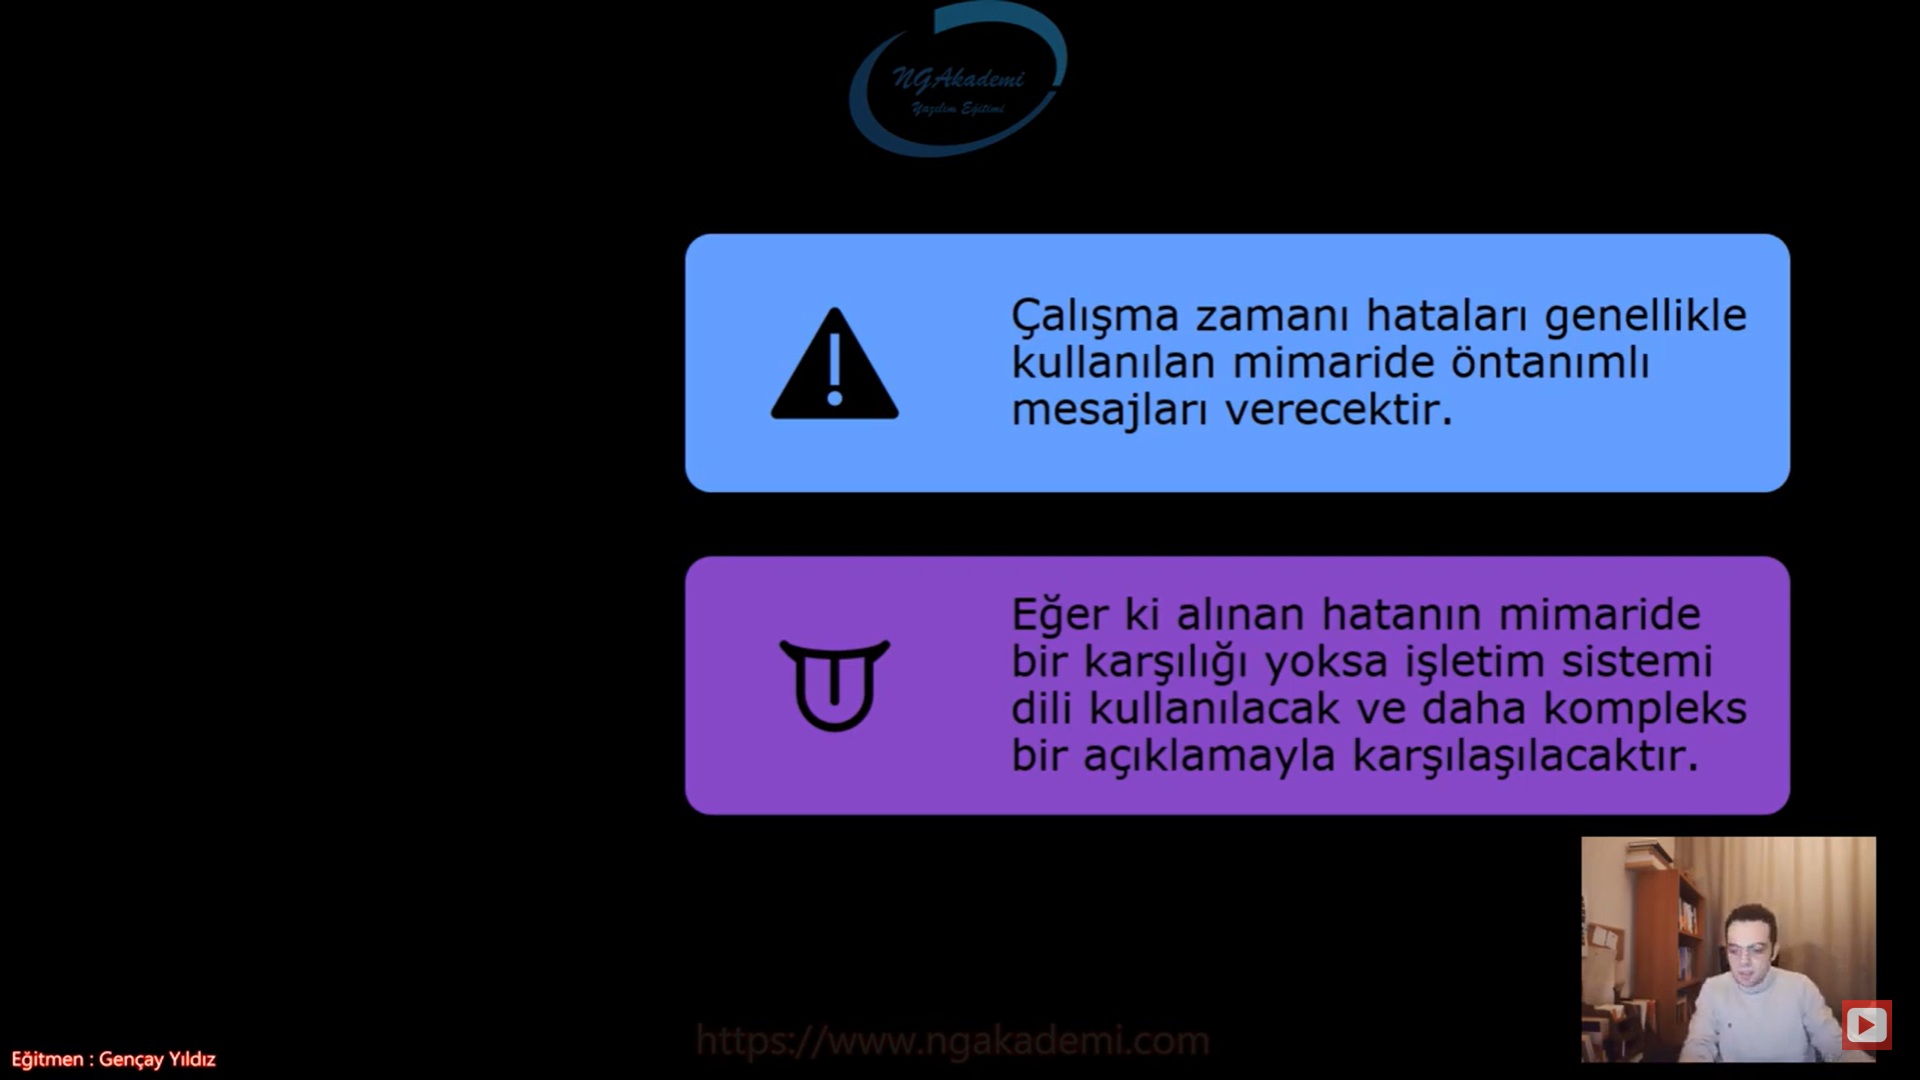 NGAkademi
Yazılım Eğitimi
Çalışma zamanı hataları genellikle
kullanılan mimaride öntanımlı
mesajları verecektir.
Eğer ki alınan hatanın mimaride
bir karşılığı yoksa işletim sistemi
dili kullanılacak ve daha kompleks
bir açıklamayla karşılaşılacaktır.
https://www.ngakademi.com
Eğitmen : Gençay Yıldız